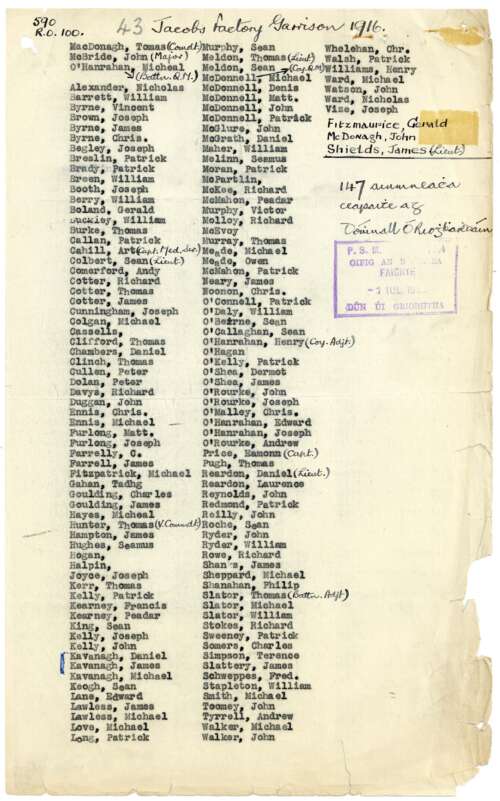 590
R.O. 100.
43 Jacobs Factory Garrison 1916.
MacDonagh, Tomas (Comdt)
McBride, John (Major)
O'Hanrahan, Micheal
(Battn. Q.M.)
Alexander, Nicholas
Barrett, William
Byrne, Vincent
Brown, Joseph
Byrne, James
Byrne, Chris.
Begley, Joseph
Breslin, Patrick
Brady, Patrick
Breen, William
Booth, Joseph
Berry, William
Boland, Gerald
Buckley, William
Burke, Thomas
Callan, Patrick
Cahill, Art (Capt. Med. Ser)
Colbert, Sean (Lieut)
Comerford, Andy
Cotter, Richard
Cotter, Thomas
Cotter, James
Cunningham, Joseph
Colgan, Michael
Cassells,
Clifford, Thomas
Chambers, Daniel
Clinch, Thomas
Cullen, Peter
Dolan, Peter
Davys, Richard
Duggan, John
Ennis, Chris.
Ennis, Michael
Furlong, Matt.
Furlong, Joseph
Farrelly, C.
Farrell, James
Fitzpatrick, Michael
Gahan, Tadhg
Goulding, Charles
Goulding, James
Hayes, Micheal
Hunter, Thomas (V. Comdt)
Hampton, James
Hughes, Seamus
Hogan,
Halpin,
Joyce, Joseph
Kerr, Thomas
Kelly, Patrick
Kearney, Francis
Kearney, Peadar
King, Sean
Kelly, Joseph
Kelly, John
Kavanagh, Daniel
Kavanagh, James
Kavanagh, Michael
Keogh, Sean
Lane, Edward
Lawless, James
Lawless, Michael
Love, Michael
Long, Patrick
Murphy, Sean
Meldon, Thomas (Lieut)
Meldon, Sean (Coy. Q.M.)
McDonnell, Michael
McDonnell, Denis
McDonnell, Matt.
McDonnell, John
McDonnell, Patrick
McGlure, John
McGrath, Daniel
Maher, William
Melinn, Seamus
Moran, Patrick
McPartlin,
McKee, Richard
McMahon, Peadar
Murphy, Victor
Molloy, Richard
McEvoy
Murray, Thomas
Meade, Michael
Meade, Owen
McMahon, Patrick
Neary, James
Noonon, Chris.
O'Connell, Patrick
O'Daly, William
O'Beirne, Sean
O'Callaghan, Sean
O'Hanrahan, Henry (Coy. Adjt)
O'Hagan
O'Kelly, Patrick
O'Shea, Dermot
O'Shea, James
O'Rourke, John
O'Rourke, Joseph
O'Malley, Chris.
O'Hanrahan, Edward
O'Hanrahan, Joseph
O'Rourke, Andrew
Price, Eamonn (Capt.)
Pugh, Thomas
Reardon, Daniel (Lieut.)
Reardon, Laurence
Reynolds, John
Redmond, Patrick
Reilly, John
Roche, Sean
Ryder, John
Ryder, William
Rowe, Richard
Shan s, James
Sheppard, Michael
Shanahan, Philip
Slator, Thomas (Battn. Adjt)
Slator, Michael
Slator, William
Stokes, Richard
Sweeney, Patrick
Somers, Charles
Simpson, Terence
Slattery, James
Schweppes, Fred.
Stapleton, William
Smith, Michael
Toomey, John
Tyrrell, Andrew
Walker, Michael
Walker, John
Whelehan, Chr.
Walsh, Patrick
Williams, Henry
Ward, Michael
Watson, John
Ward, Nicholas
Vize, Joseph
Fitzmaurice, Gerald
McDonagh, John
Shields, James (Lieut)
147 ainmneacha
ceaparthe ag
Domnall
P. S.
OIFIG AN
FAIGHTE
DÚN UÍ GRIOBHTHA